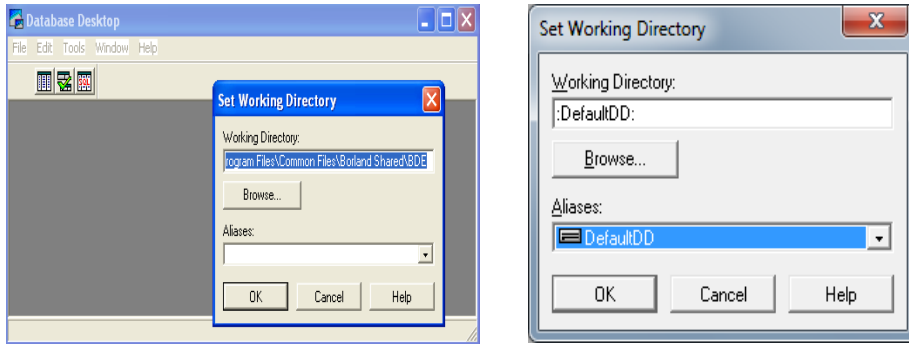 Database Desktop
File Edit Tools Window Help
SQL
Set Working Directory
Working Directory:
rogram Files\Common Files\Borland Shared\BDE
Browse...
Aliases:
OK Cancel Help
Set Working Directory
Working Directory:
:DefaultDD:
Browse...
Aliases:
DefaultDD
OK Cancel Help